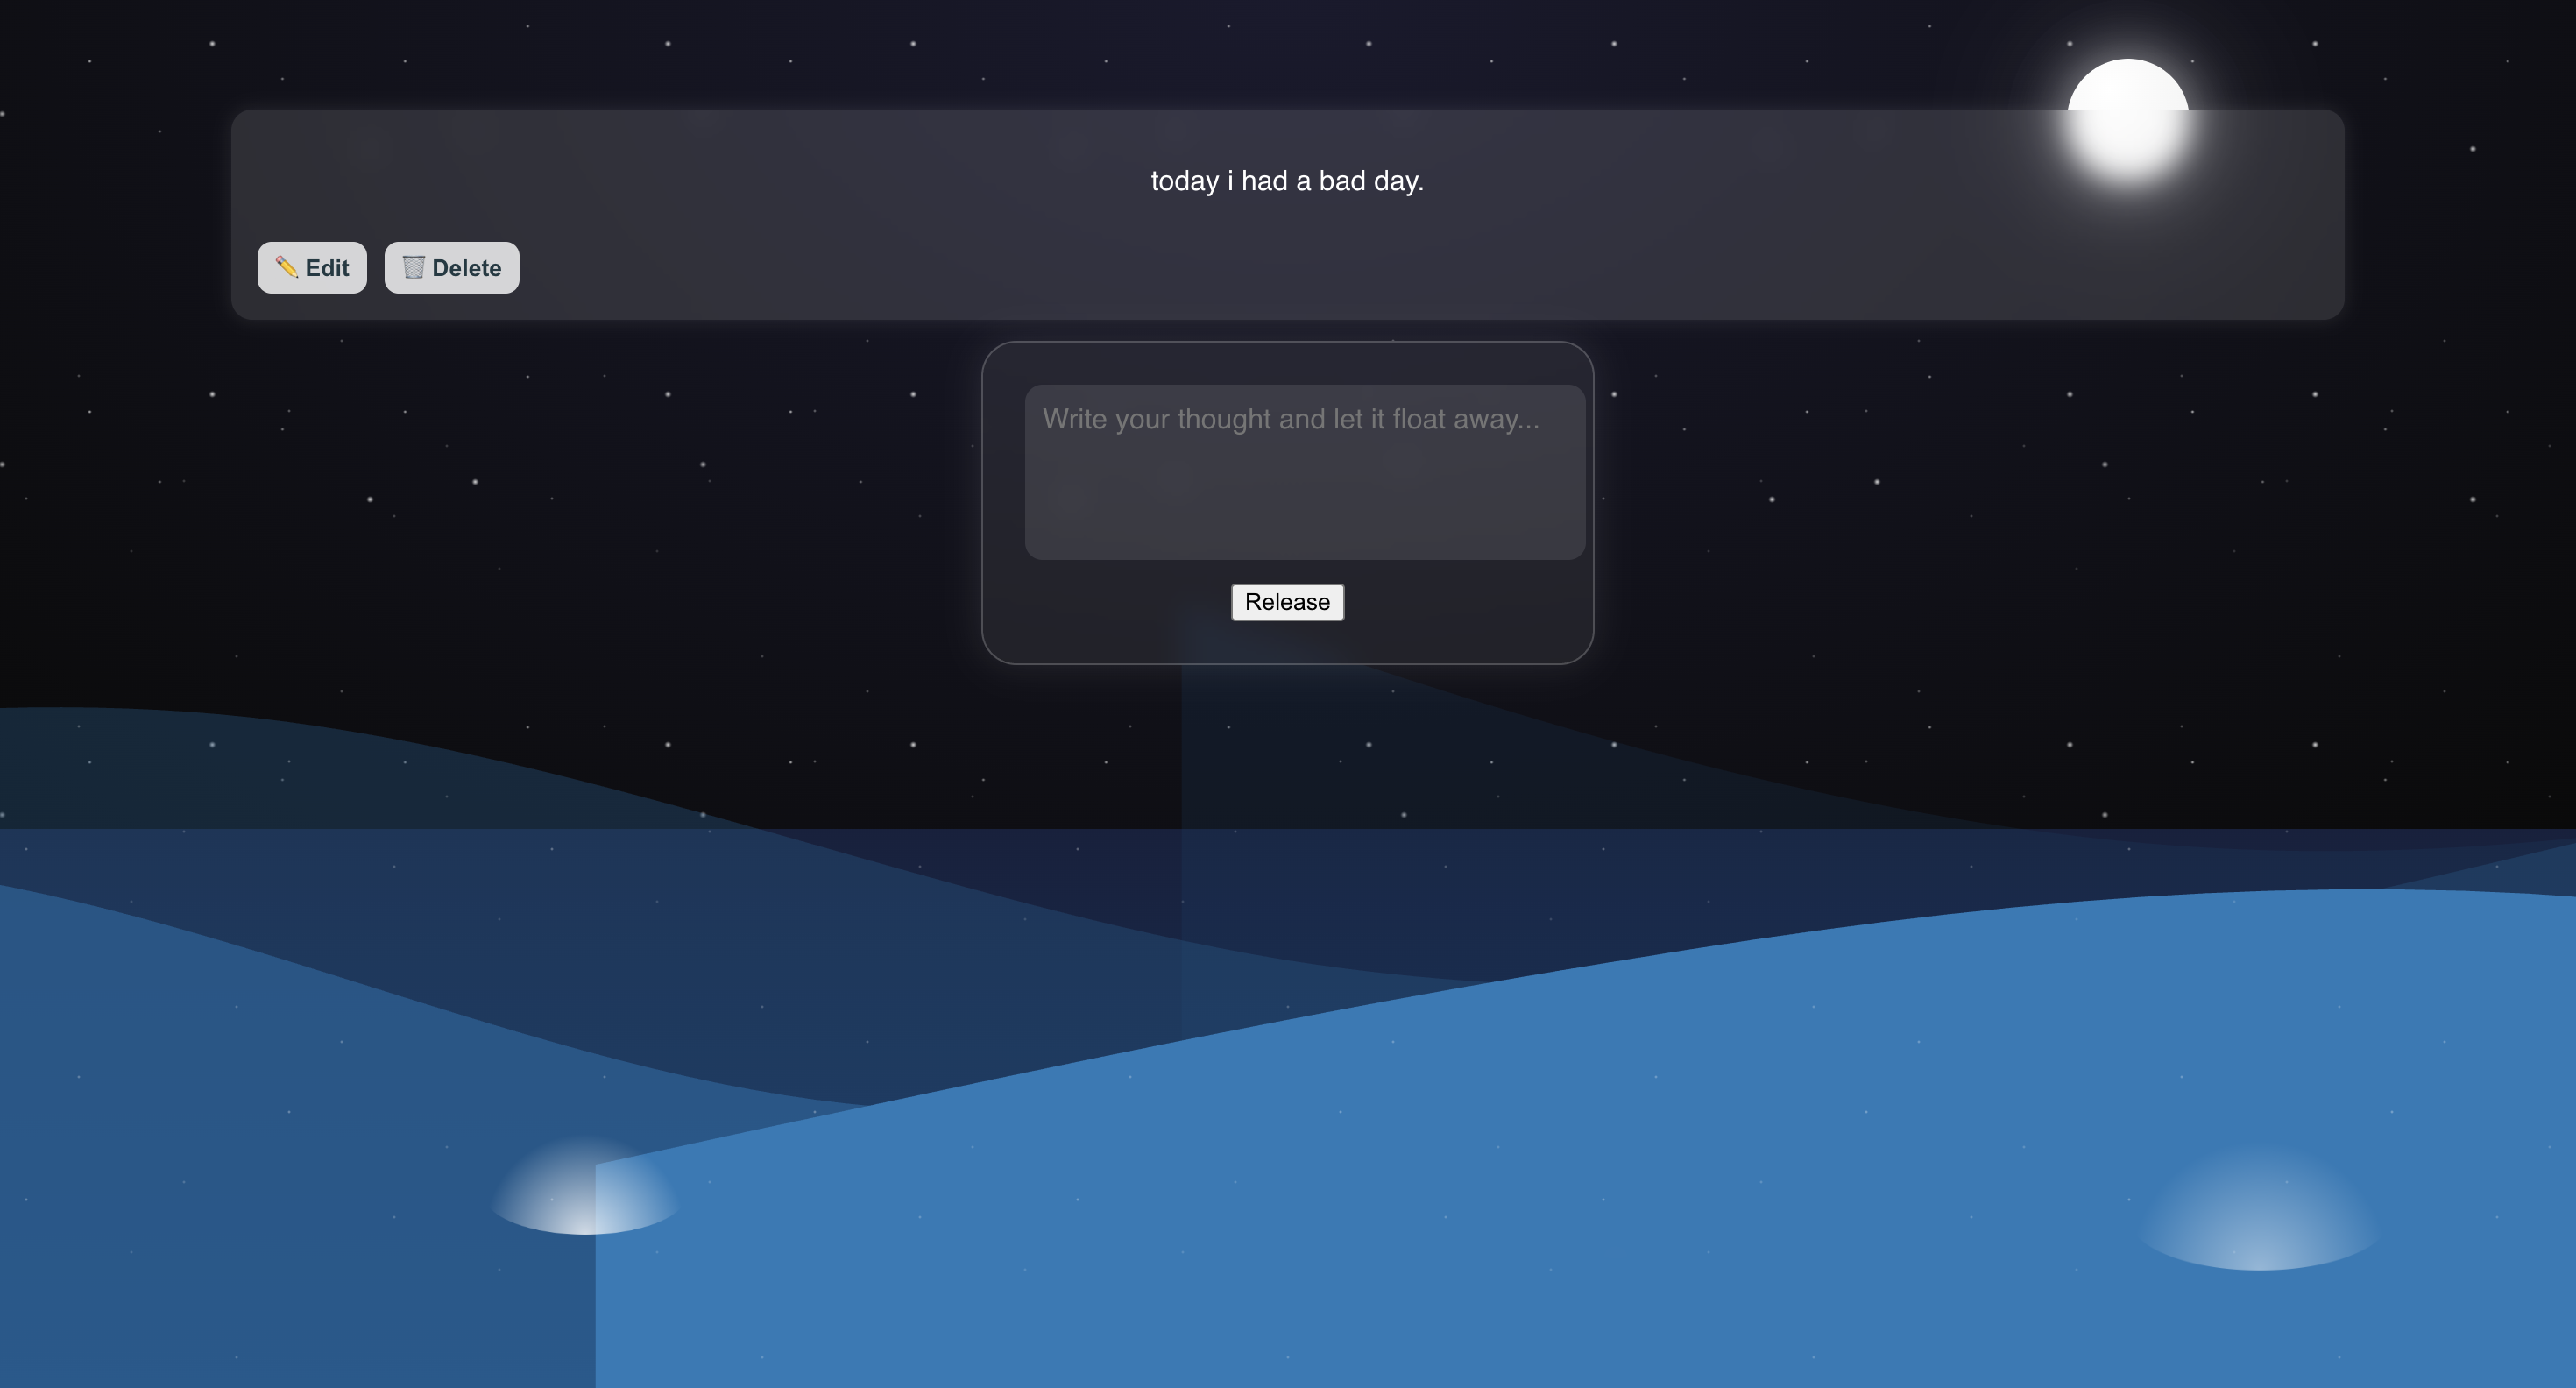 today i had a bad day.
✏️ Edit 🗑️ Delete
Write your thought and let it float away...
Release